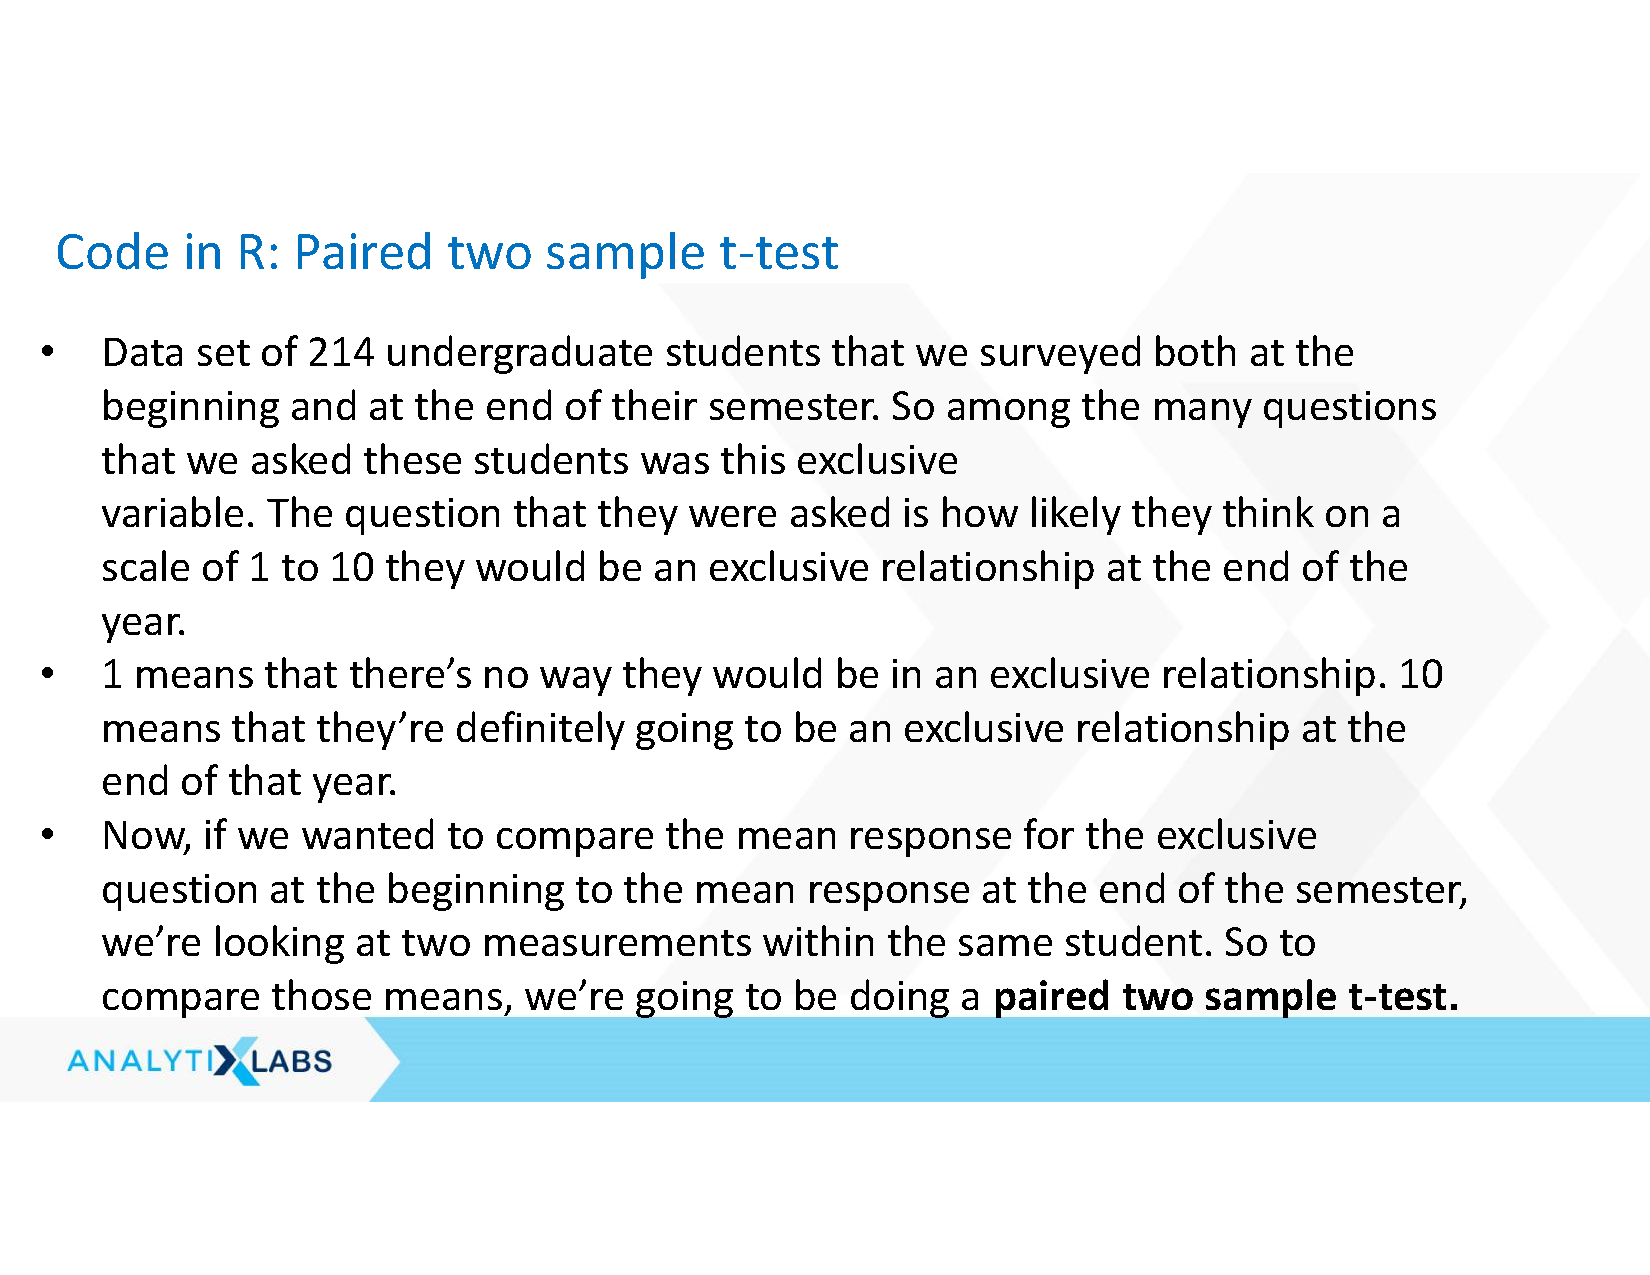 Code in R: Paired two sample t-test
• Data set of 214 undergraduate students that we surveyed both at the
beginning and at the end of their semester. So among the many questions
that we asked these students was this exclusive
variable. The question that they were asked is how likely they think on a
scale of 1 to 10 they would be an exclusive relationship at the end of the
year.
• 1 means that there’s no way they would be in an exclusive relationship. 10
means that they’re definitely going to be an exclusive relationship at the
end of that year.
• Now, if we wanted to compare the mean response for the exclusive
question at the beginning to the mean response at the end of the semester,
we’re looking at two measurements within the same student. So to
compare those means, we’re going to be doing a paired two sample t-test.
ANALYTIXLABS